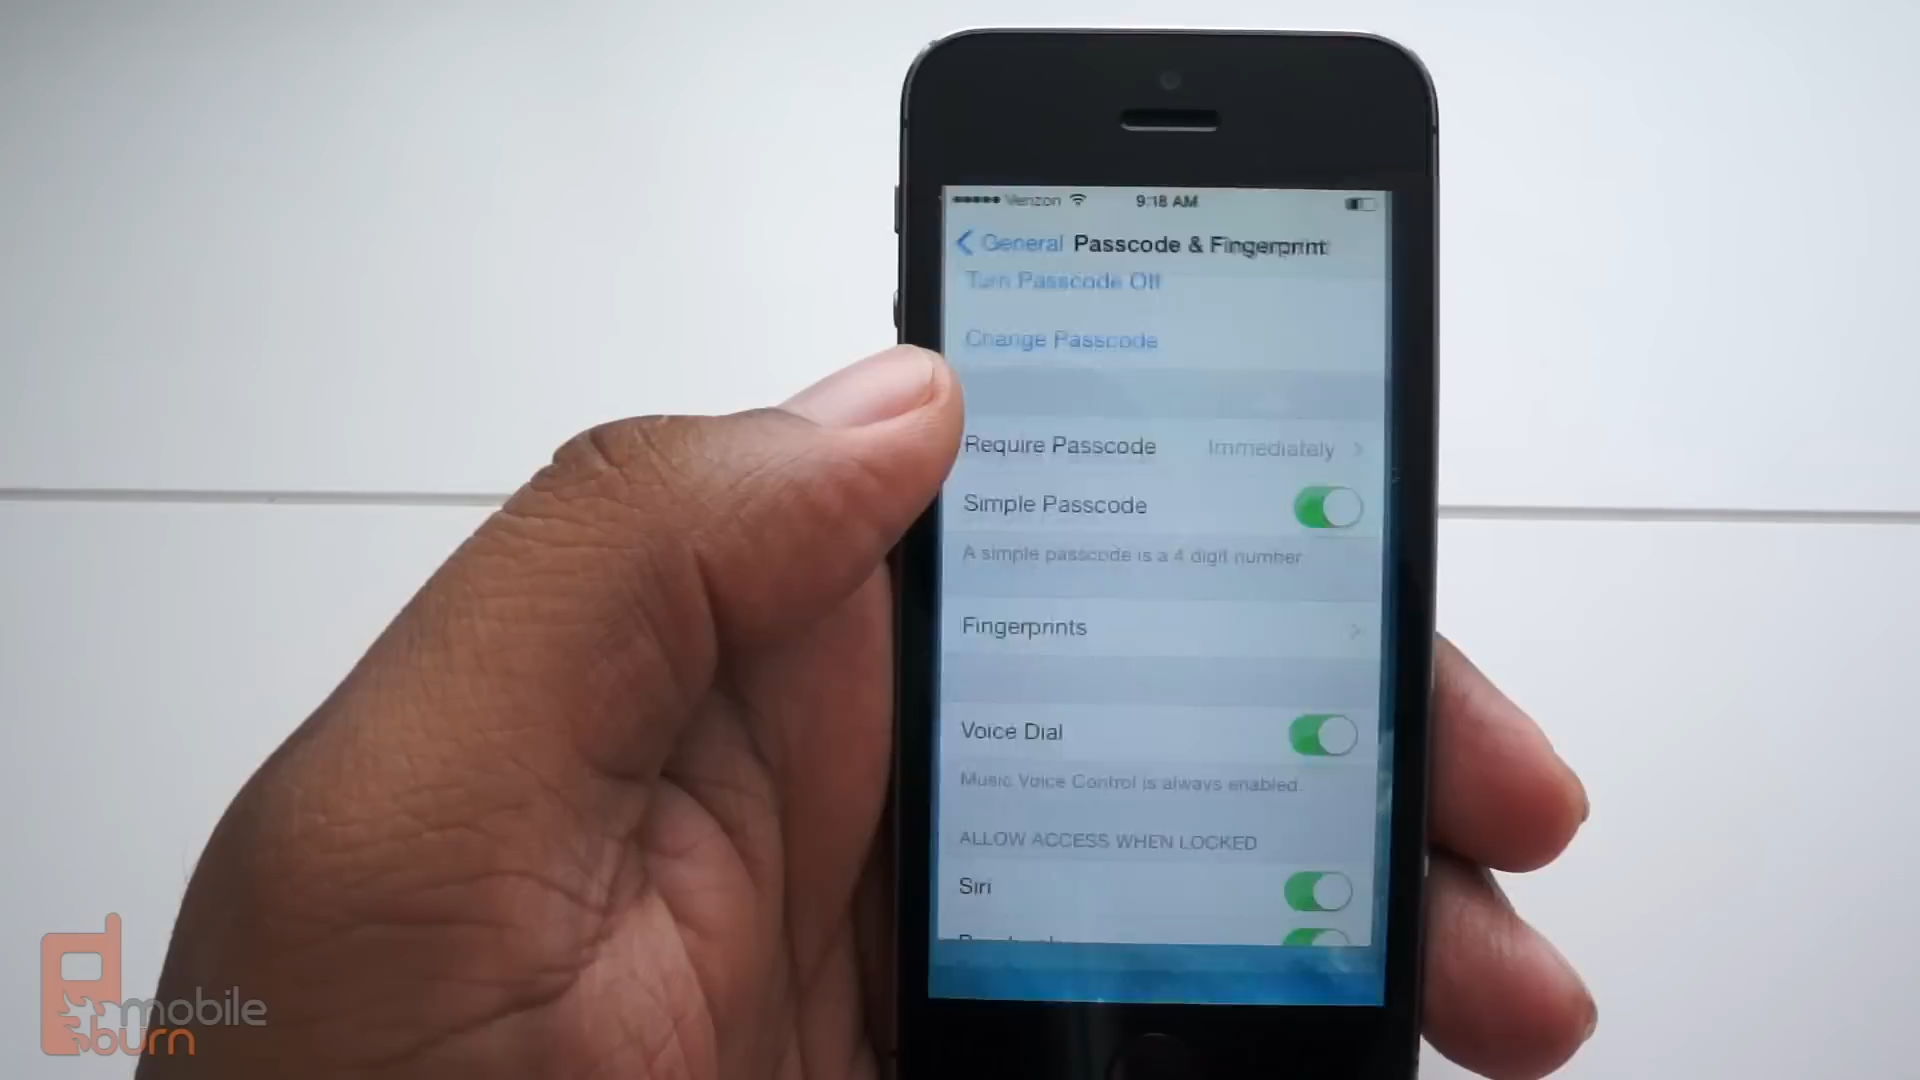 Verizon 9:18 AM
General Passcode & Fingerprint
Turn Passcode Off
Change Passcode
Require Passcode Immediately
Simple Passcode
A simple passcode is a 4 digit number.
Fingerprints
Voice Dial
Music Voice Control is always enabled.
ALLOW ACCESS WHEN LOCKED
Siri
mobile
burn